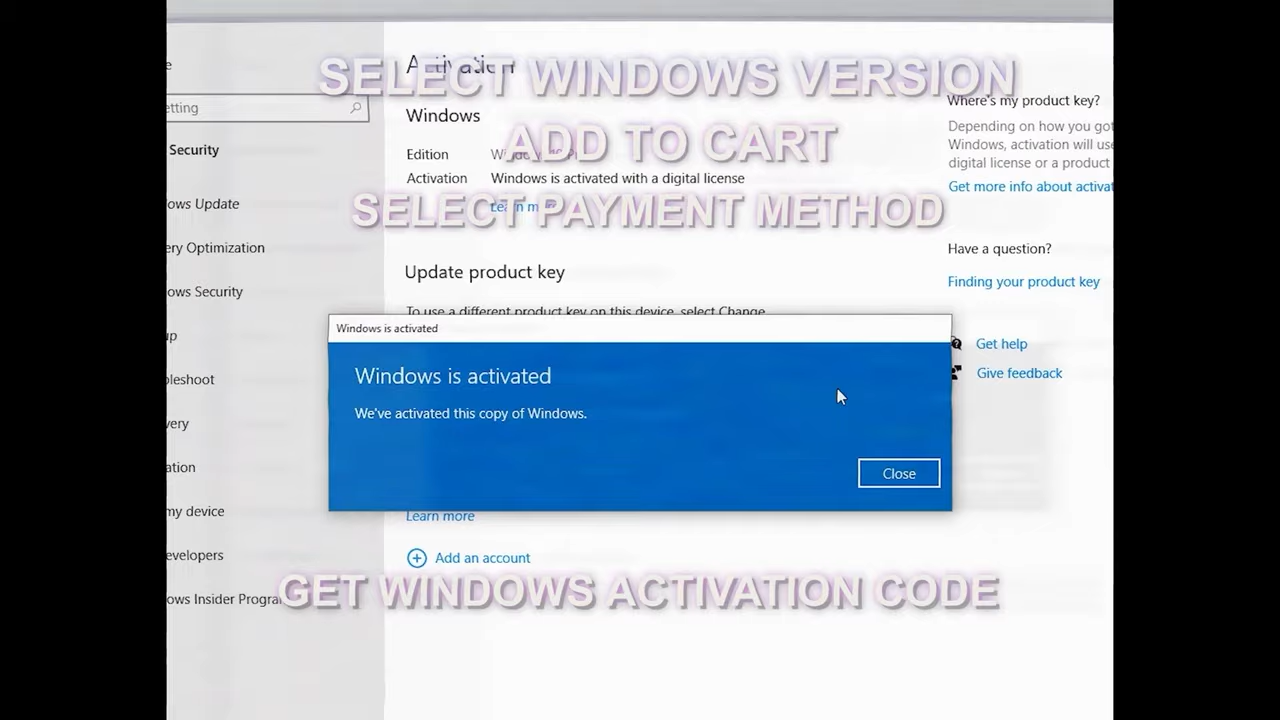 Activation
SELECT WINDOWS VERSION
Where's my product key?
etting
Windows
Depending on how you got
Windows, activation will use
digital license or a product
Get more info about activat
Security
Edition
ADD TO CART
Activation
Windows is activated with a digital license
Learn more
SELECT PAYMENT METHOD
ows Update
ery Optimization
Have a question?
Update product key
Finding your product key
ows Security
To use a different product key on this device, select Change
Windows is activated
up
Get help
Windows is activated
Give feedback
bleshoot
We've activated this copy of Windows.
very
ation
Close
my device
Learn more
evelopers
Add an account
ows Insider Progra
GET WINDOWS ACTIVATION CODE